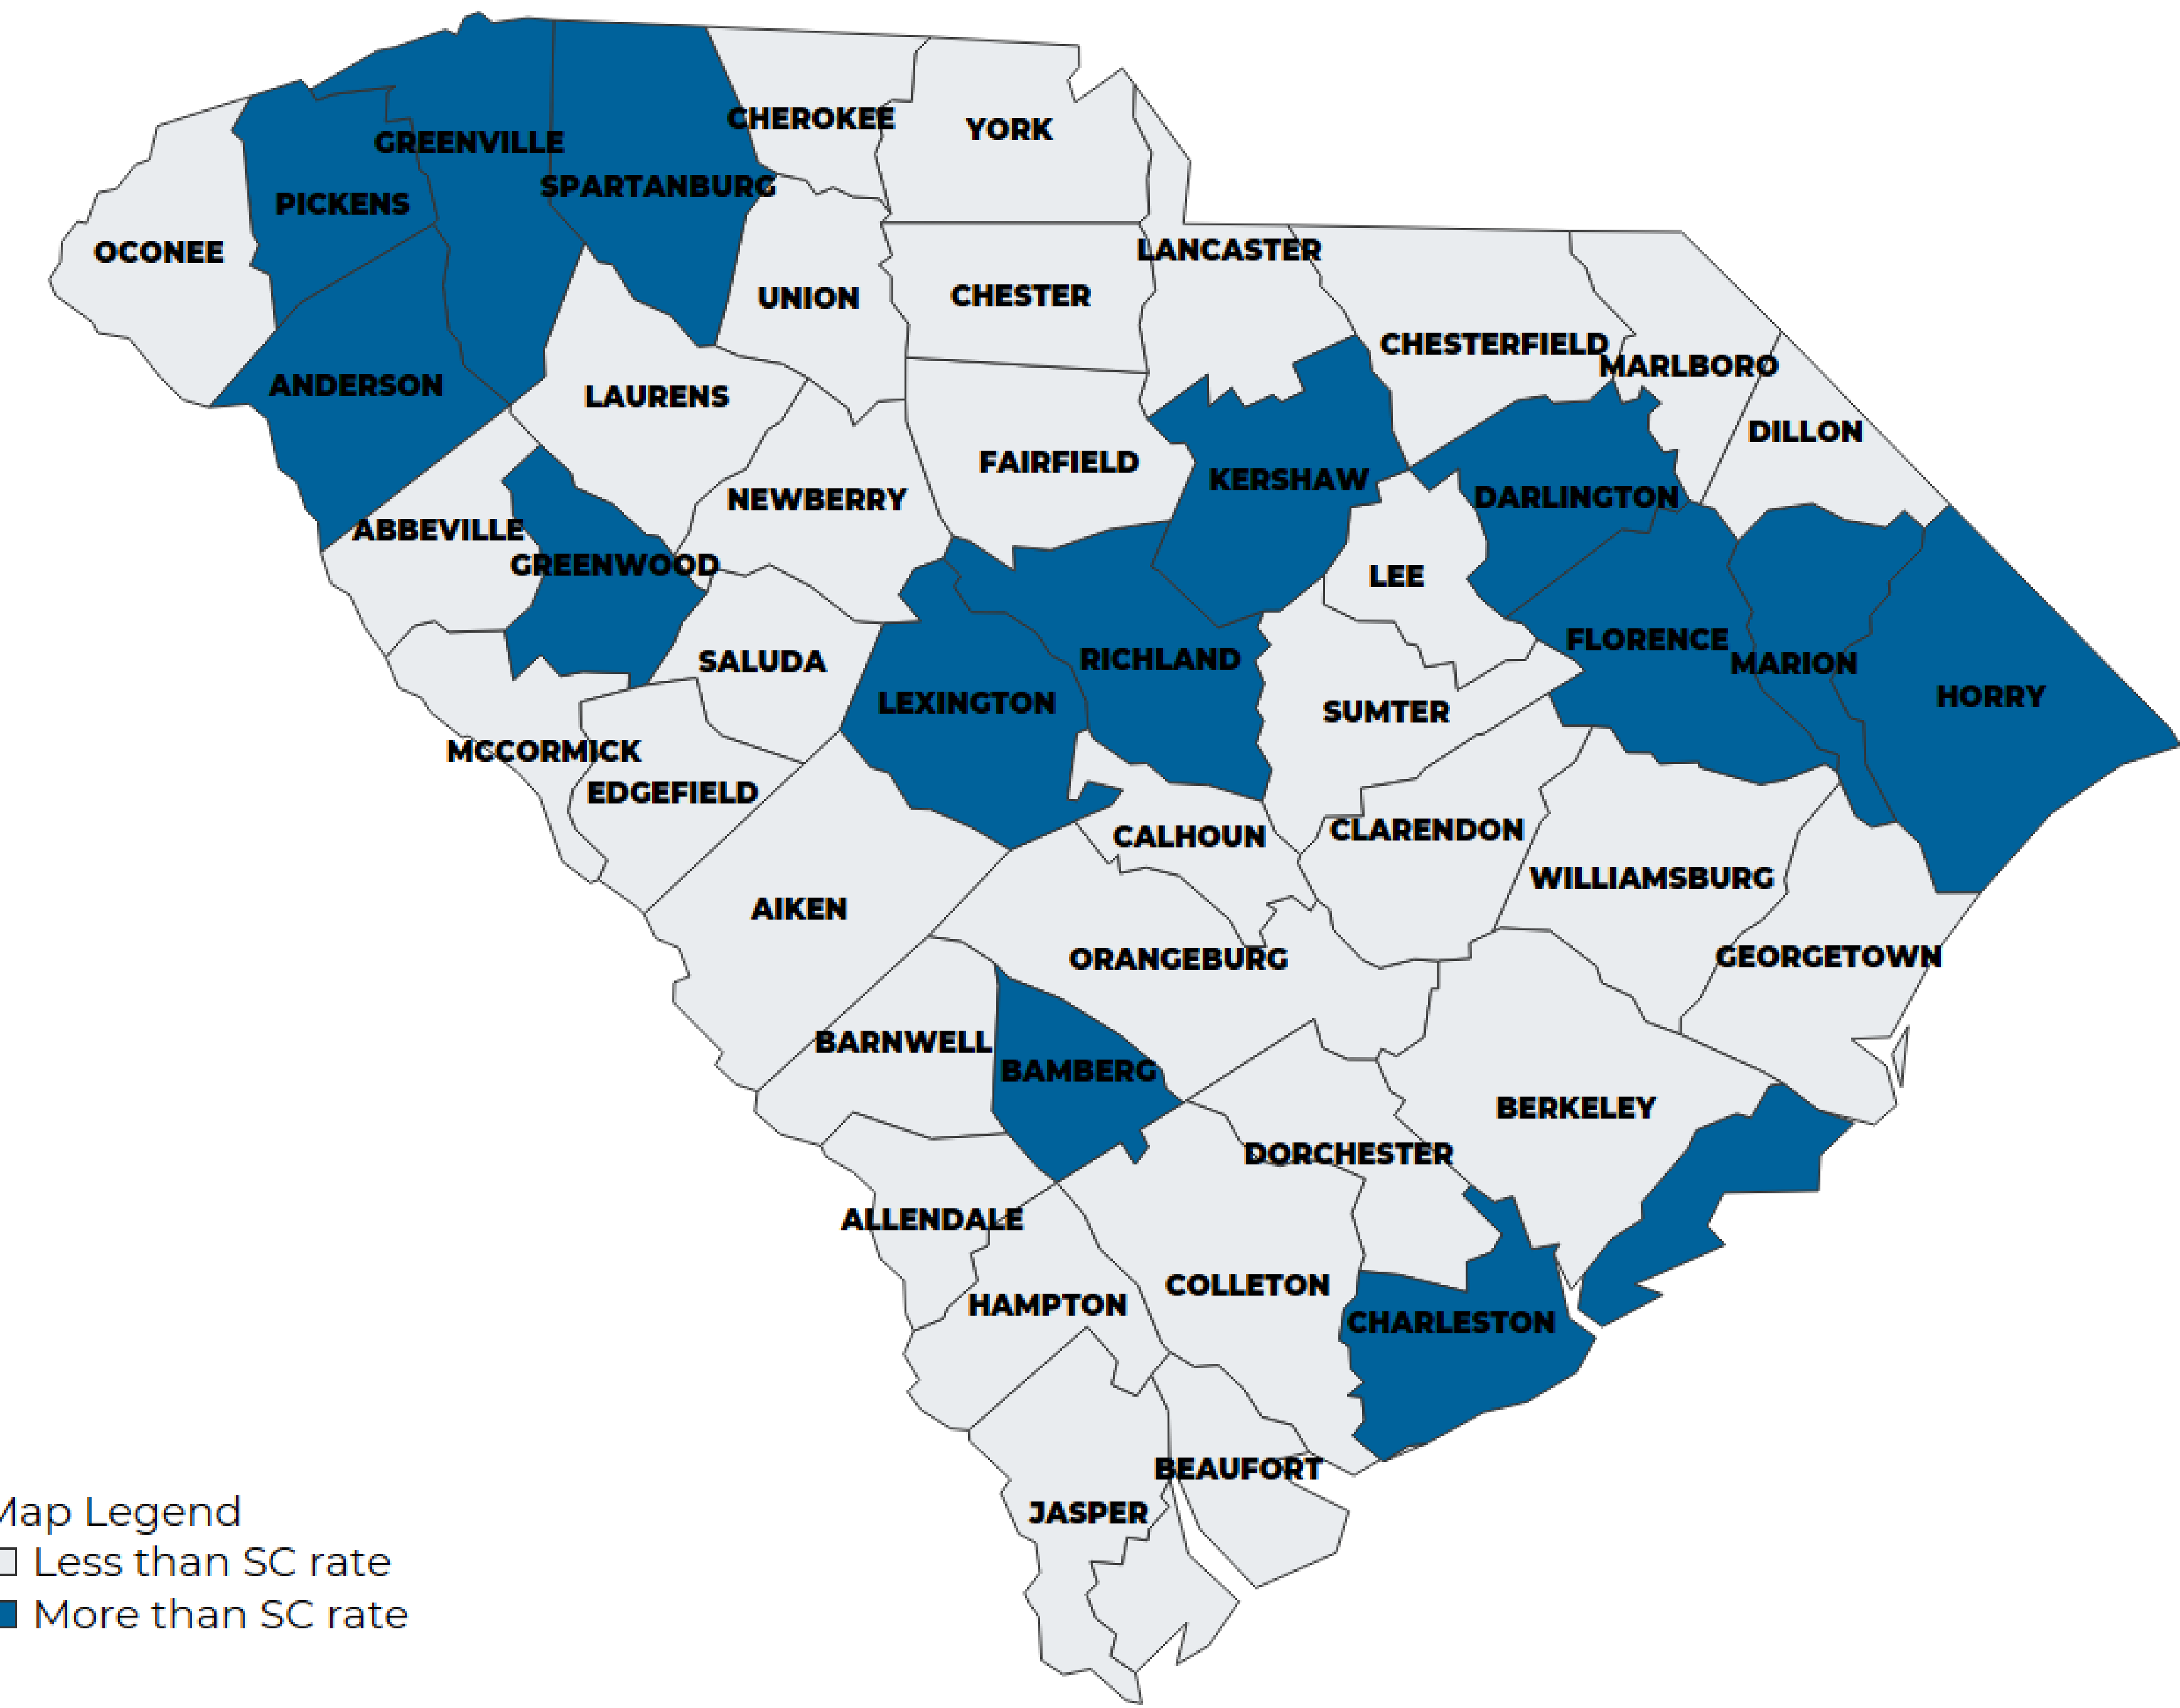 CHEROKEE
YORK
GREENVILLE
SPARTANBURG
PICKENS
OCONEE
LANCASTER
UNION
CHESTER
CHESTERFIELD
MARLBORO
ANDERSON
LAURENS
DILLON
FAIRFIELD
KERSHAW
NEWBERRY
DARLINGTON
ABBEVILLE
GREENWOOD
LEE
FLORENCE
SALUDA
RICHLAND
MARION
LEXINGTON
HORRY
SUMTER
MCCORMICK
EDGEFIELD
CALHOUN
CLARENDON
WILLIAMSBURG
AIKEN
ORANGEBURG
GEORGETOWN
BARNWELL
BAMBERG
BERKELEY
DORCHESTER
ALLENDALE
COLLETON
HAMPTON
CHARLESTON
BEAUFORT
JASPER
Map Legend
Less than SC rate
More than SC rate